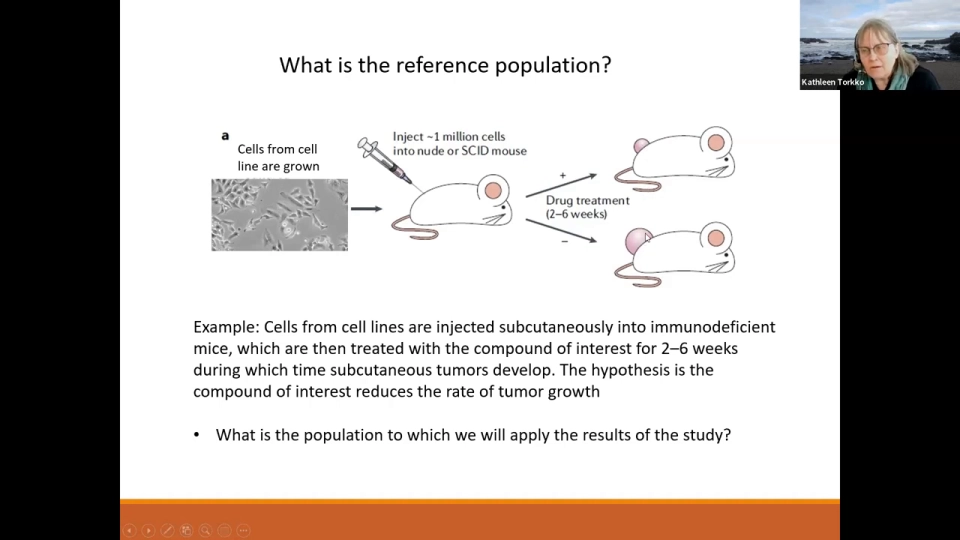 What is the reference population?
Kathleen Torkko
a
Cells from cell
line are grown
Inject ~1 million cells
into nude or SCID mouse
+
Drug treatment
(2–6 weeks)
–
Example: Cells from cell lines are injected subcutaneously into immunodeficient
mice, which are then treated with the compound of interest for 2–6 weeks
during which time subcutaneous tumors develop. The hypothesis is the
compound of interest reduces the rate of tumor growth
• What is the population to which we will apply the results of the study?